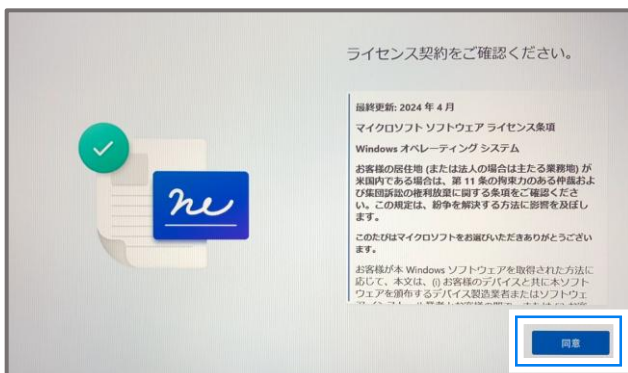 ライセンス契約をご確認ください。
最終更新: 2024 年 4 月
マイクロソフト ソフトウェア ライセンス条項
Windows オペレーティング システム
お客様の居住地 (または法人の場合は主たる業務地) が
米国内である場合は、第 11 条の拘束力のある仲裁およ
び集団訴訟の権利放棄に関する条項をご確認くださ
い。この規定は、紛争を解決する方法に影響を及ぼし
ます。
このたびはマイクロソフトをお選びいただきありがとうござい
ます。
お客様が本 Windows ソフトウェアを取得された方法に
応じて、本文は、(i) お客様のデバイスと共に本ソフト
ウェアを頒布するデバイス製造業者またはソフトウェ
同意